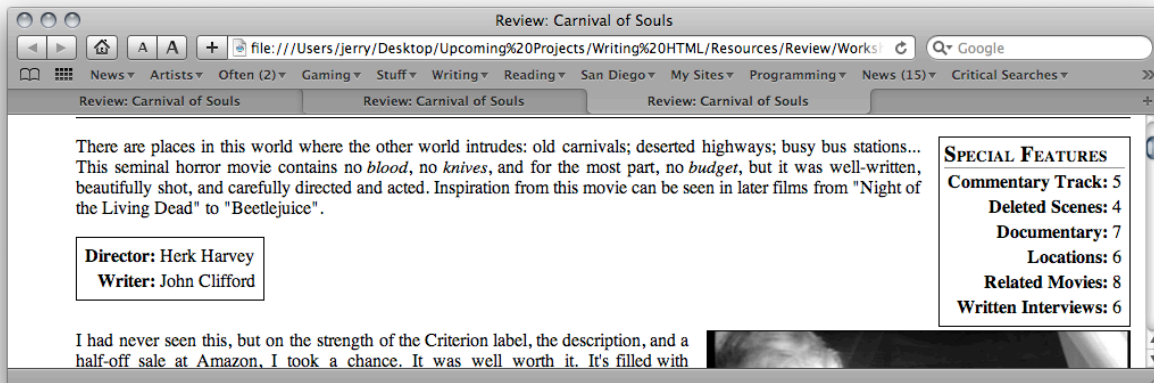 Review: Carnival of Souls
A A + file:///Users/jerry/Desktop/Upcoming%20Projects/Writing%20HTML/Resources/Review/Works Google
News Artists Often (2) Gaming Stuff Writing Reading San Diego My Sites Programming News (15) Critical Searches
Review: Carnival of Souls Review: Carnival of Souls Review: Carnival of Souls
There are places in this world where the other world intrudes: old carnivals; deserted highways; busy bus stations...
This seminal horror movie contains no blood, no knives, and for the most part, no budget, but it was well-written,
beautifully shot, and carefully directed and acted. Inspiration from this movie can be seen in later films from "Night of
the Living Dead" to "Beetlejuice".
Director: Herk Harvey
Writer: John Clifford
Special Features
Commentary Track: 5
Deleted Scenes: 4
Documentary: 7
Locations: 6
Related Movies: 8
Written Interviews: 6
I had never seen this, but on the strength of the Criterion label, the description, and a
half-off sale at Amazon, I took a chance. It was well worth it. It's filled with